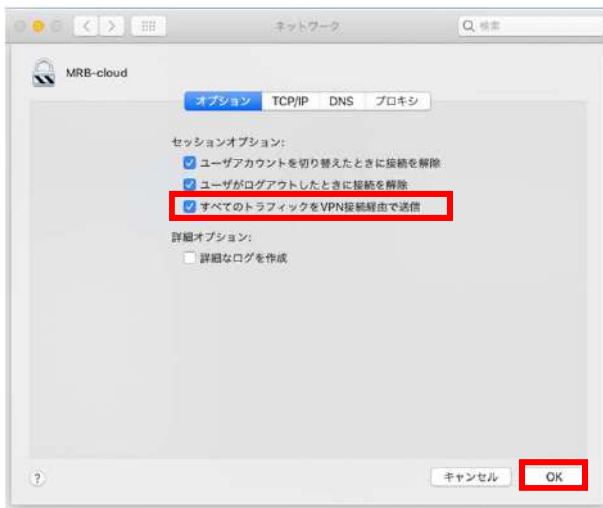 ネットワーク
検索
MRB-cloud
オプション TCP/IP DNS プロキシ
セッションオプション:
ユーザアカウントを切り替えたときに接続を解除
ユーザがログアウトしたときに接続を解除
すべてのトラフィックをVPN接続経由で送信
詳細オプション:
詳細なログを作成
?
キャンセル OK